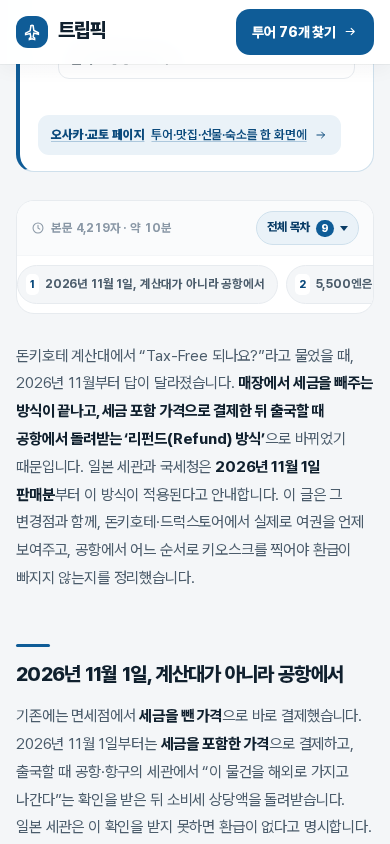 트립픽
투어 76개 찾기 →
오사카·교토 페이지 투어·맛집·선물·숙소를 한 화면에 →
본문 4,219자 · 약 10분
전체 목차 9
1 2026년 11월 1일, 계산대가 아니라 공항에서
2 5,500엔은
돈키호테 계산대에서 “Tax-Free 되나요?”라고 물었을 때,
2026년 11월부터 답이 달라졌습니다. 매장에서 세금을 빼주는
방식이 끝나고, 세금 포함 가격으로 결제한 뒤 출국할 때
공항에서 돌려받는 ‘리펀드(Refund) 방식’으로 바뀌었기
때문입니다. 일본 세관과 국세청은 2026년 11월 1일
판매분부터 이 방식이 적용된다고 안내합니다. 이 글은 그
변경점과 함께, 돈키호테·드럭스토어에서 실제로 여권을 언제
보여주고, 공항에서 어느 순서로 키오스크를 찍어야 환급이
빠지지 않는지를 정리했습니다.
2026년 11월 1일, 계산대가 아니라 공항에서
기존에는 면세점에서 세금을 뺀 가격으로 바로 결제했습니다.
2026년 11월 1일부터는 세금을 포함한 가격으로 결제하고,
출국할 때 공항·항구의 세관에서 “이 물건을 해외로 가지고
나간다”는 확인을 받은 뒤 소비세 상당액을 돌려받습니다.
일본 세관은 이 확인을 받지 못하면 환급이 없다고 명시합니다.